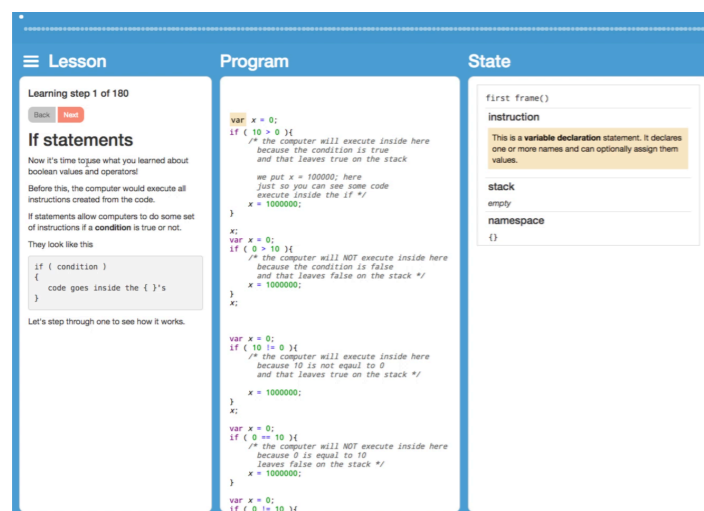 Lesson
Learning step 1 of 180
Back Next
If statements
Now it's time to use what you learned about
boolean values and operators!
Before this, the computer would execute all
instructions created from the code.
If statements allow computers to do some set
of instructions if a condition is true or not.
They look like this
if ( condition )
{
code goes inside the { }'s
}
Let's step through one to see how it works.
Program
var x = 0;
if ( 10 > 0 ){
/* the computer will execute inside here
because the condition is true
and that leaves true on the stack
we put x = 100000; here
just so you can see some code
execute inside the if */
x = 1000000;
}
x;
var x = 0;
if ( 0 > 10 ){
/* the computer will NOT execute inside here
because the condition is false
and that leaves false on the stack */
x = 1000000;
}
x;
var x = 0;
if ( 10 != 0 ){
/* the computer will execute inside here
because 10 is not eqaul to 0
and that leaves true on the stack */
x = 1000000;
}
x;
var x = 0;
if ( 0 == 10 ){
/* the computer will NOT execute inside here
because 0 is equal to 10
leaves false on the stack */
x = 1000000;
}
var x = 0;
if ( 0 != 10 ){
State
first frame()
instruction
This is a variable declaration statement. It declares
one or more names and can optionally assign them
values.
stack
empty
namespace
{}